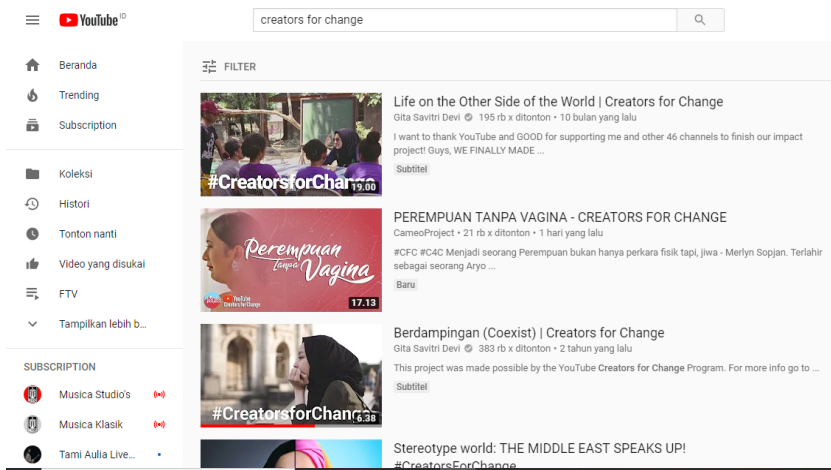 YouTube ID
creators for change
Beranda
Trending
Subscription
Koleksi
Histori
Tonton nanti
Video yang disukai
FTV
Tampilkan lebih b...
SUBSCRIPTION
Musica Studio's
Musica Klasik
Tami Aulia Live...
FILTER
#CreatorsforChange
19.00
Life on the Other Side of the World | Creators for Change
Gita Savitri Devi 195 rb x ditonton • 10 bulan yang lalu
I want to thank YouTube and GOOD for supporting me and other 46 channels to finish our impact
project! Guys, WE FINALLY MADE ...
Subtitel
Perempuan
Tanpa Vagina
YouTube
Creators for Change
17.13
PEREMPUAN TANPA VAGINA - CREATORS FOR CHANGE
CameoProject • 21 rb x ditonton • 1 hari yang lalu
#CFC #C4C Menjadi seorang Perempuan bukan hanya perkara fisik tapi, jiwa - Merlyn Sopjan. Terlahir
sebagai seorang Aryo ...
Baru
#CreatorsforChange
6.38
Berdampingan (Coexist) | Creators for Change
Gita Savitri Devi 383 rb x ditonton • 2 tahun yang lalu
This project was made possible by the YouTube Creators for Change Program. For more info go to ...
Subtitel
Stereotype world: THE MIDDLE EAST SPEAKS UP!
#CreatorsForChange